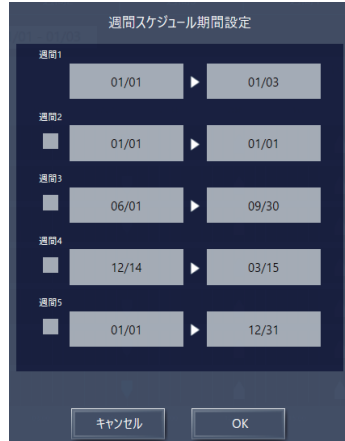 週間スケジュール期間設定
週間1
01/01 ▶ 01/03
週間2
01/01 ▶ 01/01
週間3
06/01 ▶ 09/30
週間4
12/14 ▶ 03/15
週間5
01/01 ▶ 12/31
キャンセル OK